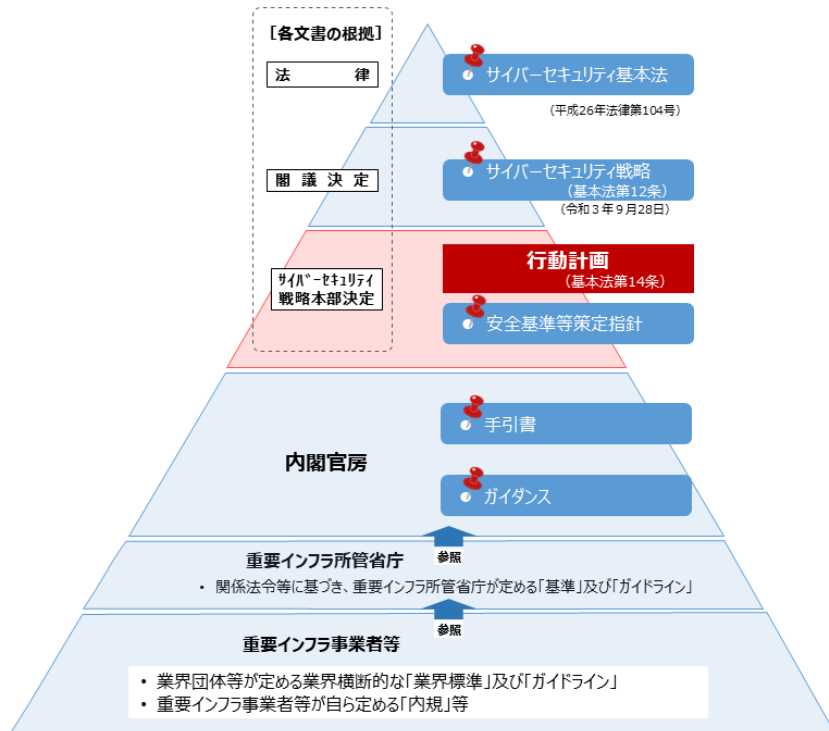 ［各文書の根拠］
法 律
サイバーセキュリティ基本法
（平成26年法律第104号）
閣 議 決 定
サイバーセキュリティ戦略
（基本法第12条）
（令和３年９月28日）
ｻｲﾊﾞｰｾｷｭﾘﾃｨ
戦略本部決定
行動計画
（基本法第14条）
安全基準等策定指針
内閣官房
手引書
ガイダンス
参照
重要インフラ所管省庁
・ 関係法令等に基づき、重要インフラ所管省庁が定める「基準」及び「ガイドライン」
参照
重要インフラ事業者等
・ 業界団体等が定める業界横断的な「業界標準」及び「ガイドライン」
・ 重要インフラ事業者等が自ら定める「内規」等